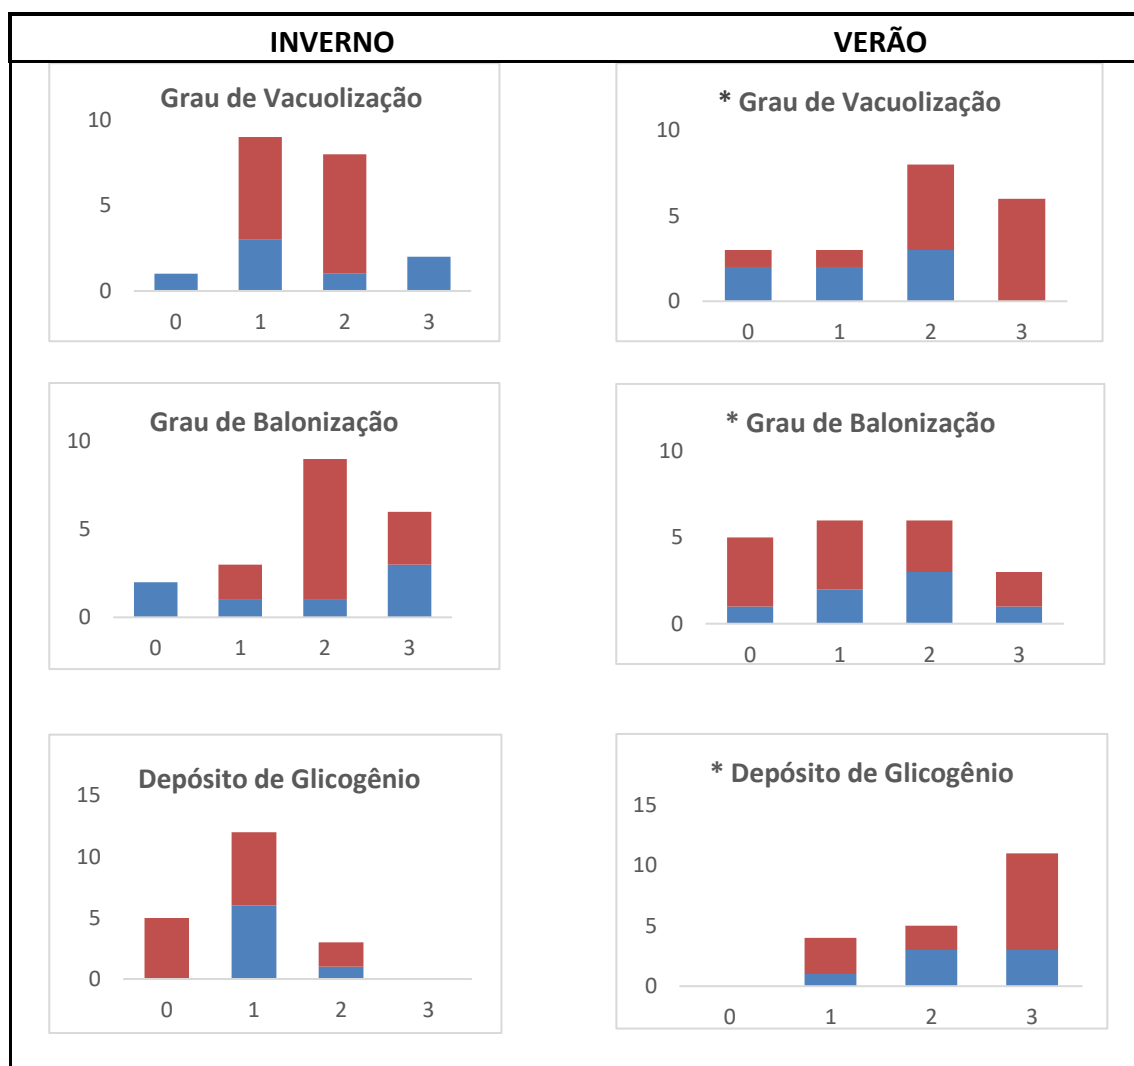 INVERNO
VERÃO
Grau de Vacuolização
10
5
0
0 1 2 3
* Grau de Vacuolização
10
5
0
0 1 2 3
Grau de Balonização
10
5
0
0 1 2 3
* Grau de Balonização
10
5
0
0 1 2 3
Depósito de Glicogênio
15
10
5
0
0 1 2 3
* Depósito de Glicogênio
15
10
5
0
0 1 2 3